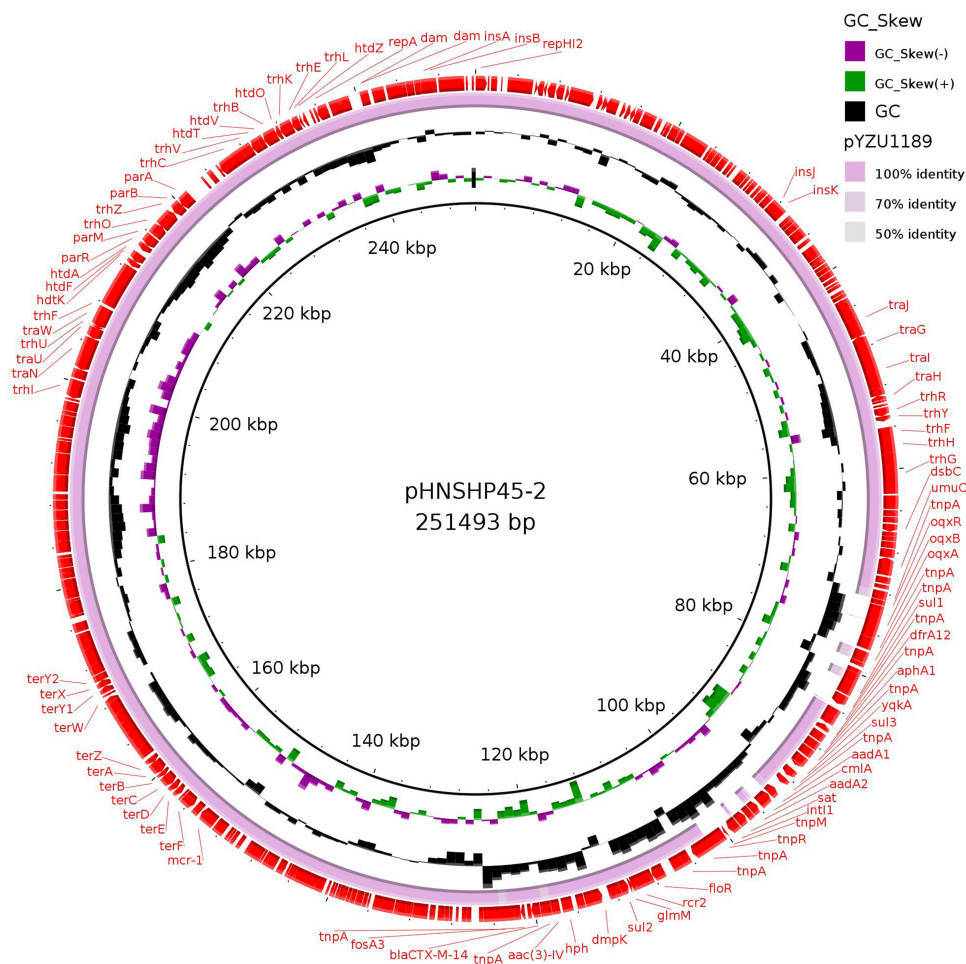 GC_Skew
GC_Skew(-)
GC_Skew(+)
GC
pYZU1189
100% identity
70% identity
50% identity
pHNSHP45-2
251493 bp
20 kbp
40 kbp
60 kbp
80 kbp
100 kbp
120 kbp
140 kbp
160 kbp
180 kbp
200 kbp
220 kbp
240 kbp
repHI2
insJ
insK
traJ
traG
traI
traH
trhR
trhY
trhF
trhH
trhG
dsbC
umuC
tnpA
oqxR
oqxB
oqxA
tnpA
tnpA
sul1
tnpA
dfrA12
tnpA
aphA1
tnpA
yqkA
sul3
tnpA
aadA1
cmlA
aadA2
sat
intI1
tnpM
tnpR
tnpA
tnpA
floR
rcr2
glmM
sul2
dmpK
hph
aac(3)-IV
tnpA
blaCTX-M-14
fosA3
tnpA
mcr-1
terF
terE
terD
terC
terB
terA
terZ
terW
terY1
terX
terY2
trhI
traN
traU
trhU
traW
trhF
hdtK
htdF
htdA
parR
parM
trhO
trhZ
parB
parA
trhC
trhV
htdT
htdV
trhB
htdO
trhK
trhE
trhL
htdZ
repA
dam
dam
insA
insB